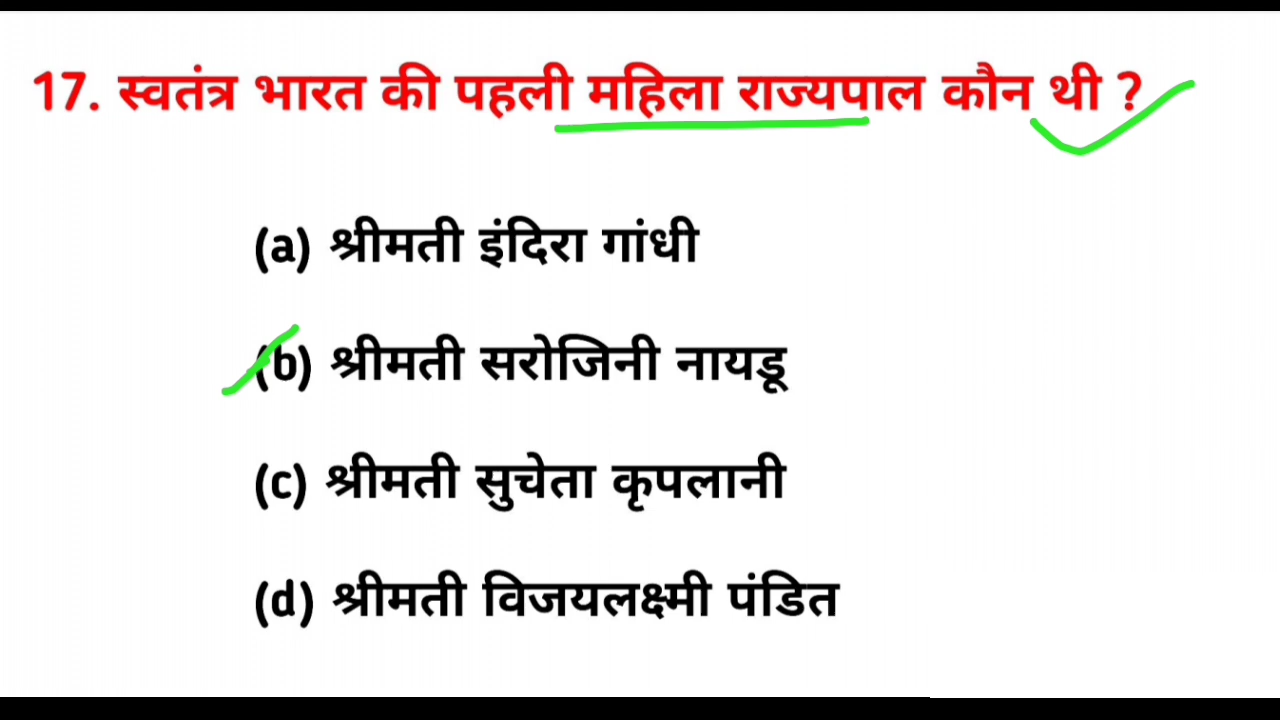 17. स्वतंत्र भारत की पहली महिला राज्यपाल कौन थी ?
(a) श्रीमती इंदिरा गांधी
(b) श्रीमती सरोजिनी नायडू
(c) श्रीमती सुचेता कृपलानी
(d) श्रीमती विजयलक्ष्मी पंडित